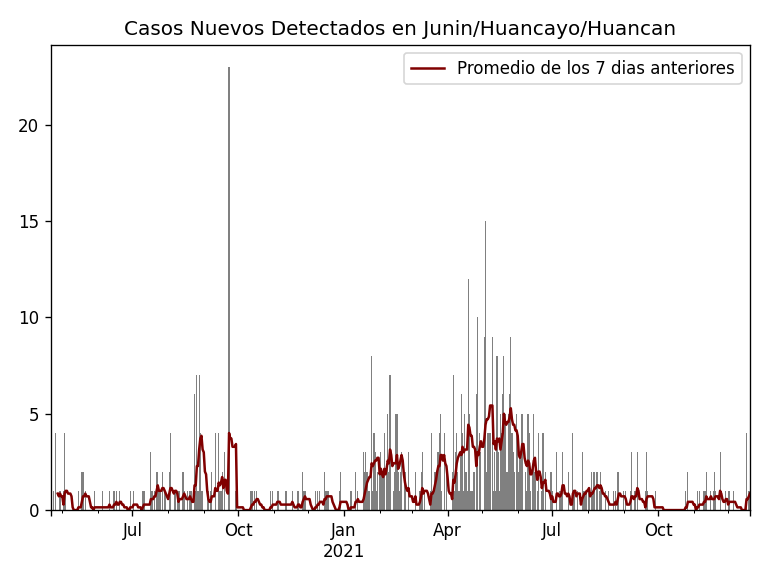 Casos Nuevos Detectados en Junin/Huancayo/Huancan
Promedio de los 7 dias anteriores
20
15
10
5
0
Jul Oct Jan Apr Jul Oct
2021